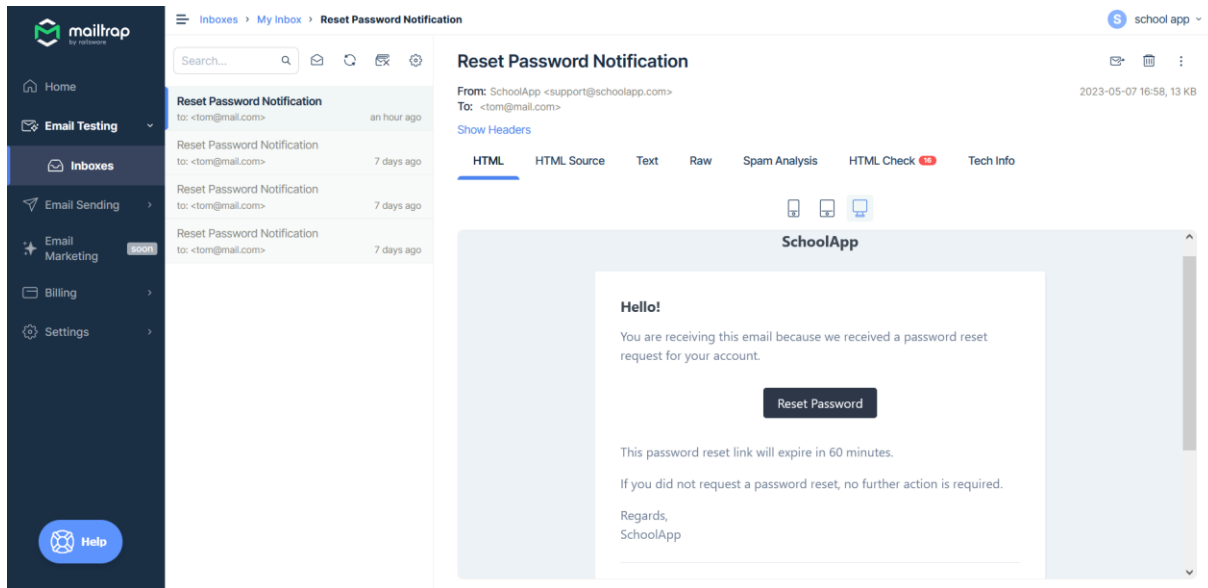 mailtrap
by railsware
Home
Email Testing
Inboxes
Email Sending
Email
Marketing
soon
Billing
Settings
Help
Inboxes › My Inbox › Reset Password Notification
S school app
Search...
Reset Password Notification
to: <tom@mail.com> an hour ago
Reset Password Notification
to: <tom@mail.com> 7 days ago
Reset Password Notification
to: <tom@mail.com> 7 days ago
Reset Password Notification
to: <tom@mail.com> 7 days ago
Reset Password Notification
From: SchoolApp <support@schoolapp.com> 2023-05-07 16:58, 13 KB
To: <tom@mail.com>
Show Headers
HTML HTML Source Text Raw Spam Analysis HTML Check 16 Tech Info
SchoolApp
Hello!
You are receiving this email because we received a password reset
request for your account.
Reset Password
This password reset link will expire in 60 minutes.
If you did not request a password reset, no further action is required.
Regards,
SchoolApp